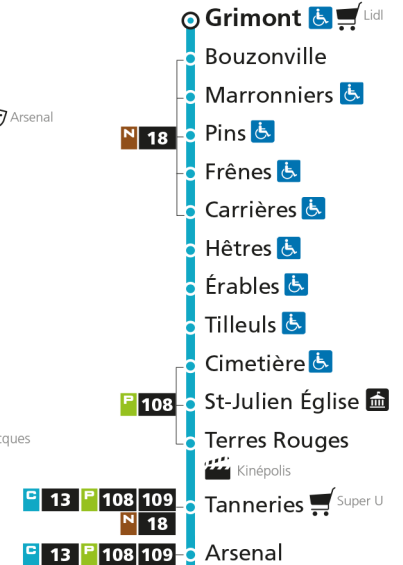 Grimont Lidl
Bouzonville
Marronniers
Arsenal
N 18 Pins
Frênes
Carrières
Hêtres
Érables
Tilleuls
Cimetière
P 108 St-Julien Église
Terres Rouges
Kinépolis
C 13 P 108 109 Tanneries Super U
N 18
C 13 P 108 109 Arsenal